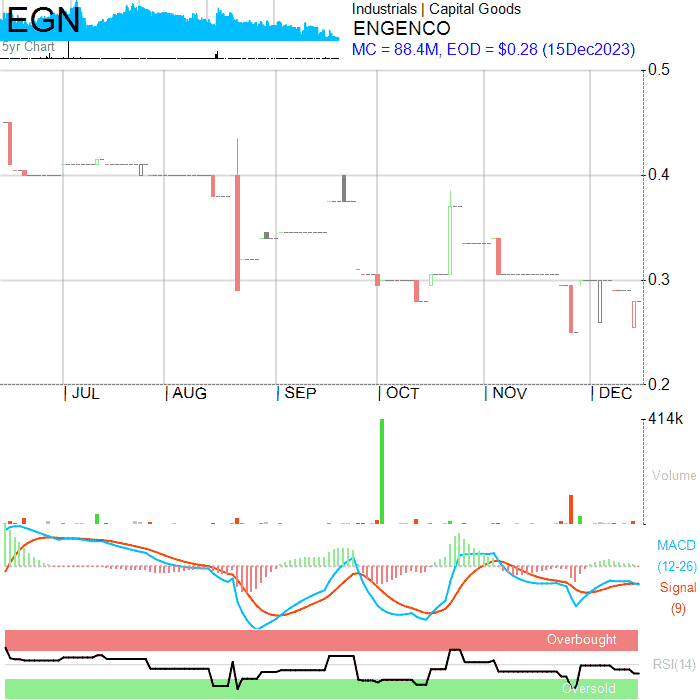 EGN
5yr Chart
Industrials | Capital Goods
ENGENCO
MC = 88.4M, EOD = $0.28 (15Dec2023)
0.5
0.4
0.3
0.2
| JUL | AUG | SEP | OCT | NOV | DEC
414k
Volume
MACD
(12-26)
Signal
(9)
Overbought
RSI(14)
Oversold